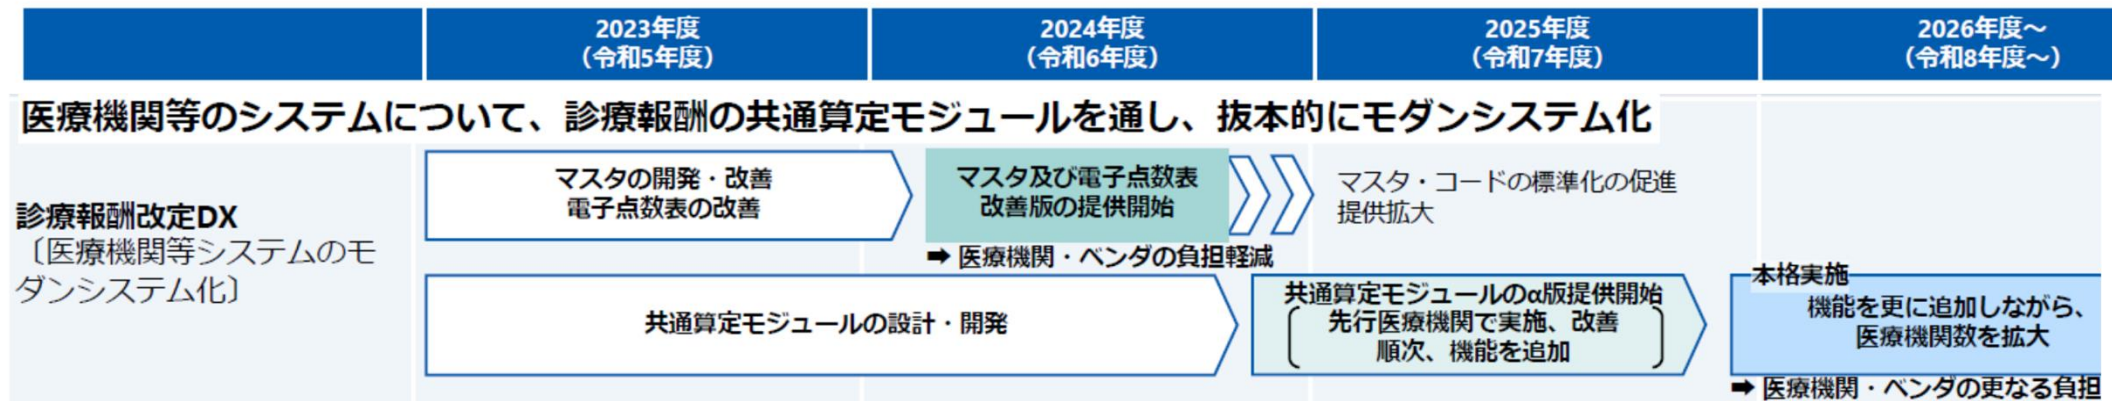 2023年度
(令和5年度)
2024年度
(令和6年度)
2025年度
(令和7年度)
2026年度～
(令和8年度～)
医療機関等のシステムについて、診療報酬の共通算定モジュールを通し、抜本的にモダンシステム化
診療報酬改定DX
〔医療機関等システムのモ
ダンシステム化〕
マスタの開発・改善
電子点数表の改善
マスタ及び電子点数表
改善版の提供開始
マスタ・コードの標準化の促進
提供拡大
➡ 医療機関・ベンダの負担軽減
共通算定モジュールの設計・開発
共通算定モジュールのα版提供開始
先行医療機関で実施、改善
順次、機能を追加
本格実施
機能を更に追加しながら、
医療機関数を拡大
➡ 医療機関・ベンダの更なる負担